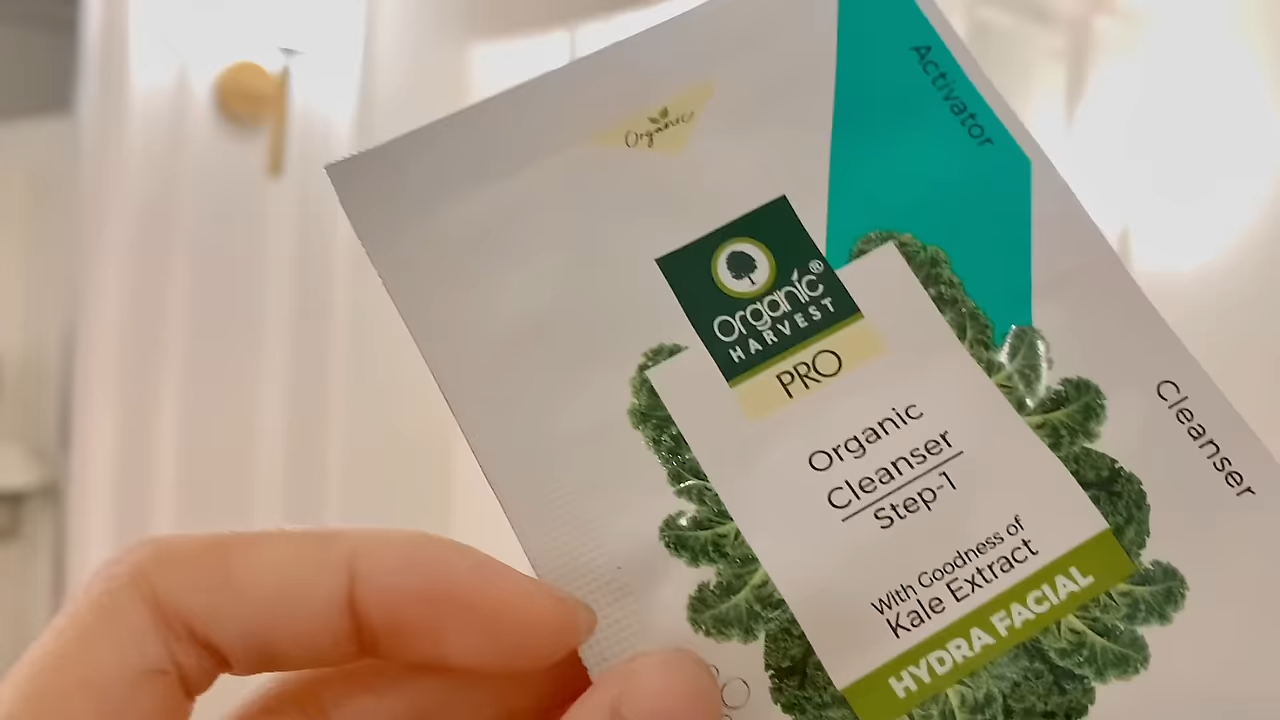 Organic
Activator
Organic®
HARVEST
PRO
Organic
Cleanser
Step-1
With Goodness of
Kale Extract
HYDRA FACIAL
Cleanser